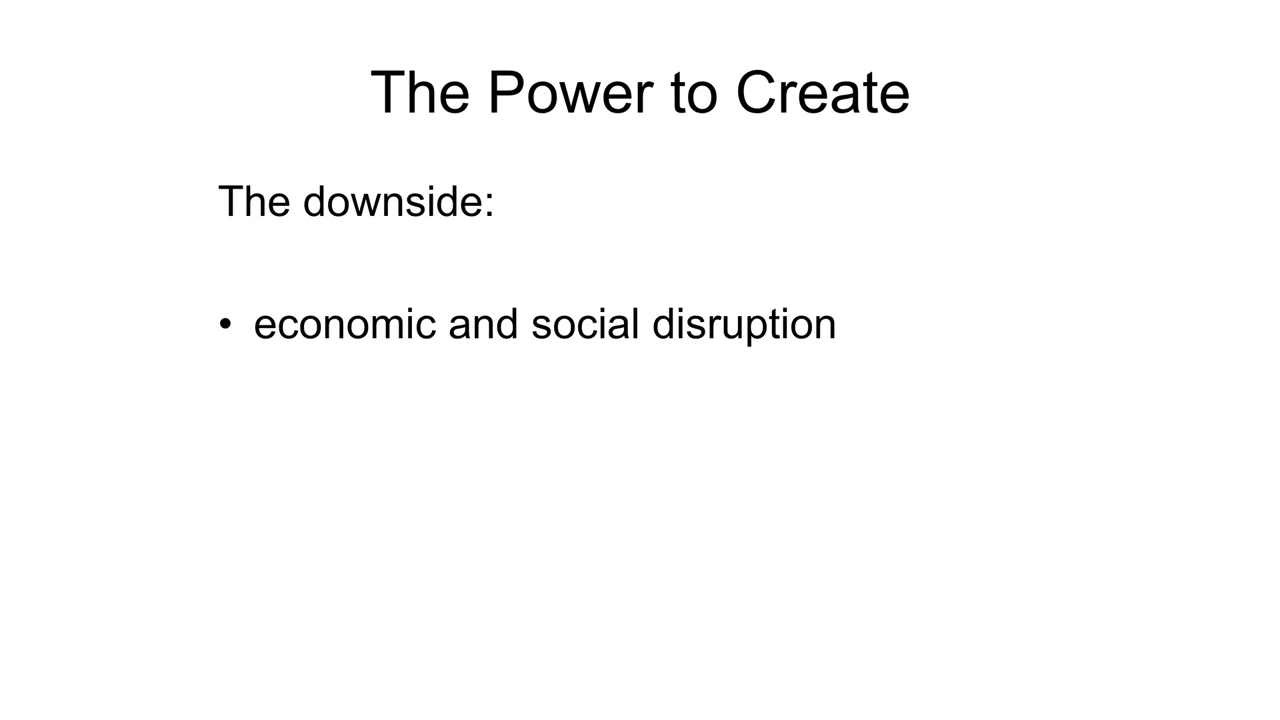 The Power to Create
The downside:
• economic and social disruption